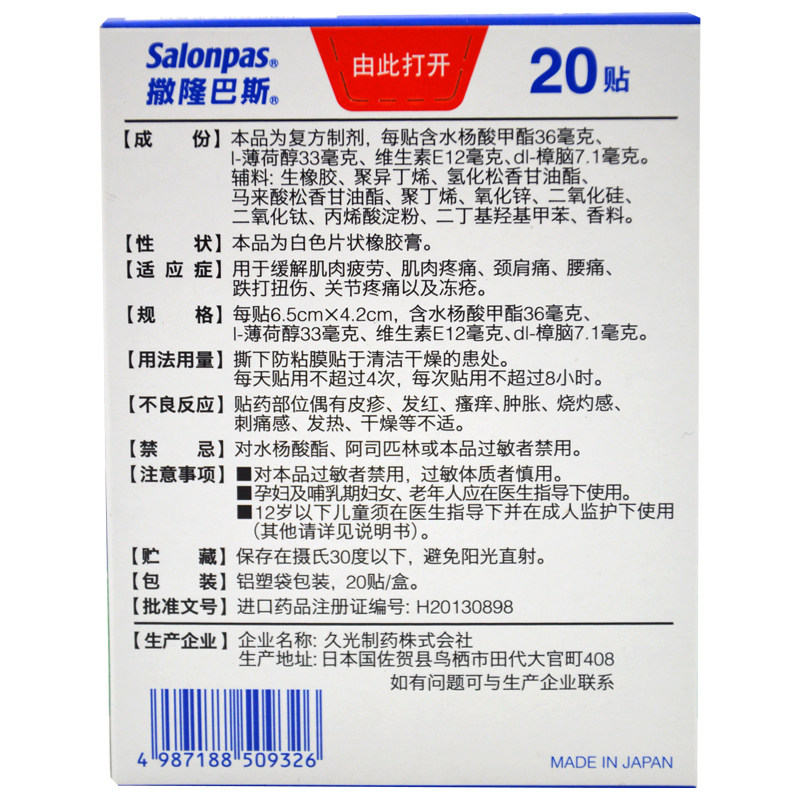 Salonpas®
撒隆巴斯®
由此打开
20贴
【成 份】本品为复方制剂，每贴含水杨酸甲酯36毫克、
l-薄荷醇33毫克、维生素E12毫克、dl-樟脑7.1毫克。
辅料：生橡胶、聚异丁烯、氢化松香甘油酯、
马来酸松香甘油酯、聚丁烯、氧化锌、二氧化硅、
二氧化钛、丙烯酸淀粉、二丁基羟基甲苯、香料。
【性 状】本品为白色片状橡胶膏。
【适应症】用于缓解肌肉疲劳、肌肉疼痛、颈肩痛、腰痛、
跌打扭伤、关节疼痛以及冻疮。
【规 格】每贴6.5cm×4.2cm，含水杨酸甲酯36毫克、
l-薄荷醇33毫克、维生素E12毫克、dl-樟脑7.1毫克。
【用法用量】撕下防粘膜贴于清洁干燥的患处。
每天贴用不超过4次，每次贴用不超过8小时。
【不良反应】贴药部位偶有皮疹、发红、瘙痒、肿胀、烧灼感、
刺痛感、发热、干燥等不适。
【禁 忌】对水杨酸酯、阿司匹林或本品过敏者禁用。
【注意事项】■对本品过敏者禁用，过敏体质者慎用。
■孕妇及哺乳期妇女、老年人应在医生指导下使用。
■12岁以下儿童须在医生指导下并在成人监护下使用
（其他请详见说明书）。
【贮 藏】保存在摄氏30度以下，避免阳光直射。
【包 装】铝塑袋包装，20贴/盒。
【批准文号】进口药品注册证编号：H20130898
【生产企业】企业名称：久光制药株式会社
生产地址：日本国佐贺县鸟栖市田代大官町408
如有问题可与生产企业联系
4 987188 509326
MADE IN JAPAN